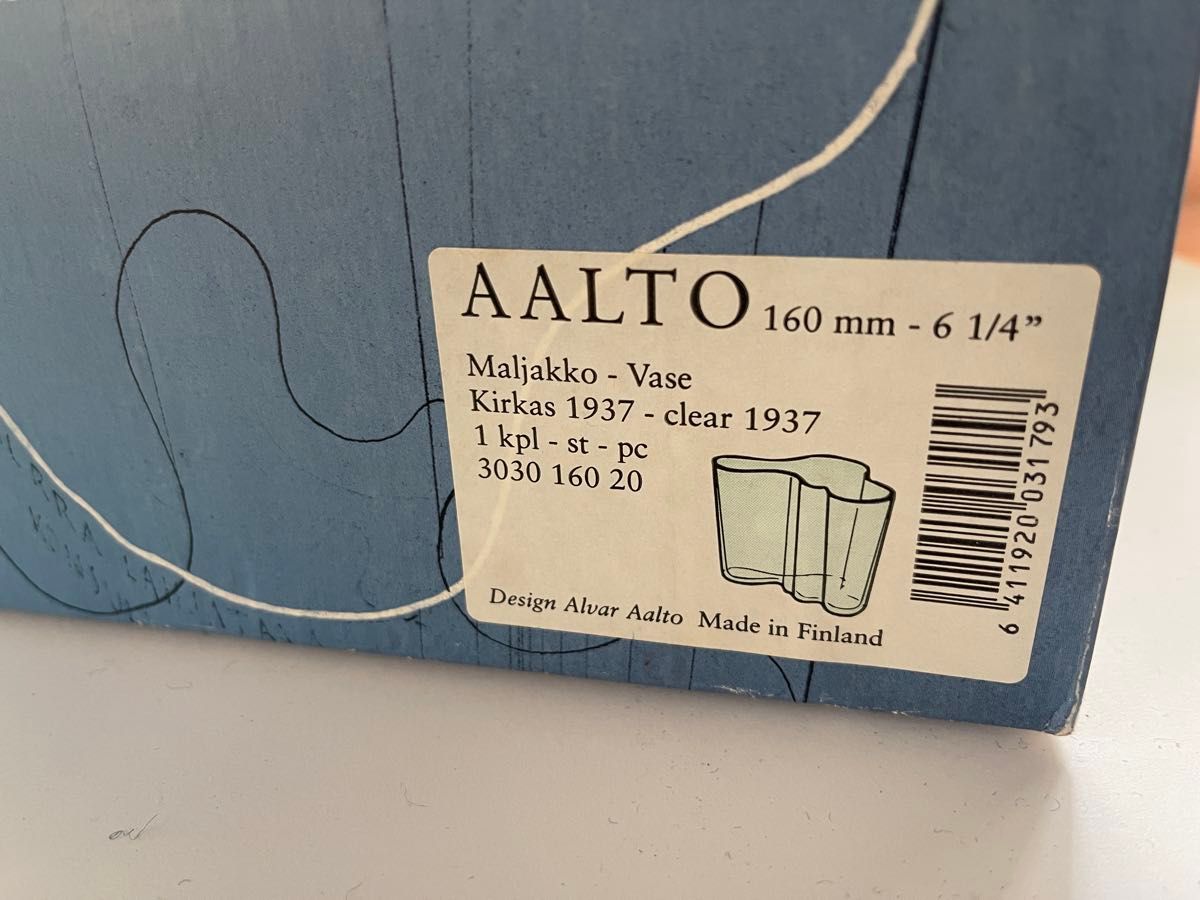 AALTO 160 mm - 6 1/4”
Maljakko - Vase
Kirkas 1937 - clear 1937
1 kpl - st - pc
3030 160 20
Design Alvar Aalto Made in Finland
6 411920 031793